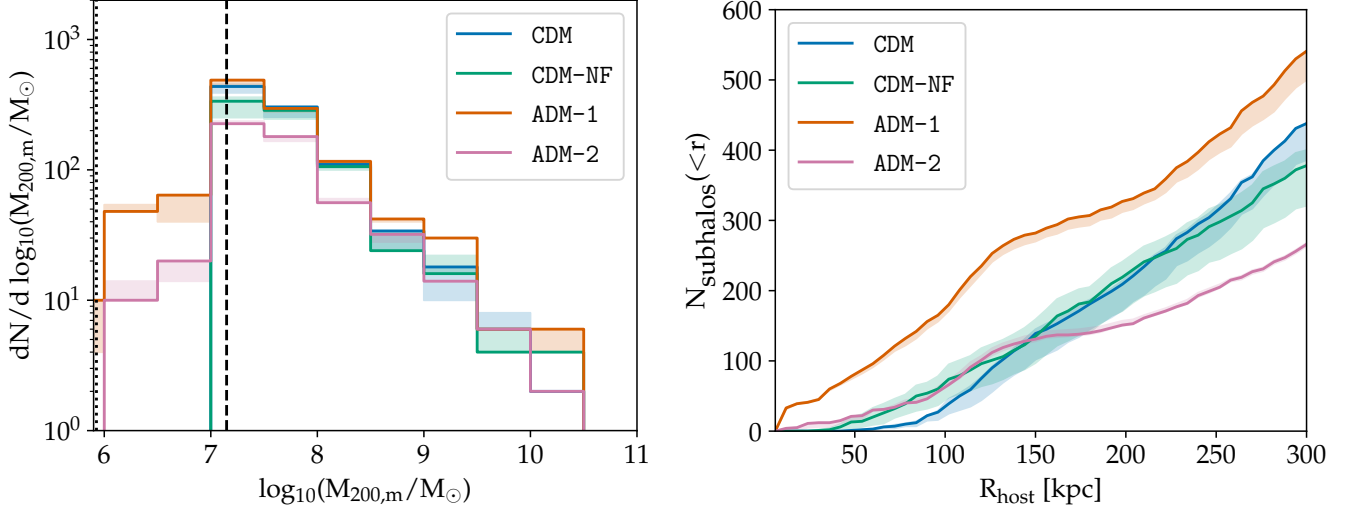 10³
10²
10¹
10⁰
dN/d log₁₀(M₂₀₀,ₘ/M☉)
6 7 8 9 10 11
log₁₀(M₂₀₀,ₘ/M☉)
CDM
CDM-NF
ADM-1
ADM-2
600
500
400
300
200
100
0
N_subhalos(<r)
50 100 150 200 250 300
R_host [kpc]
CDM
CDM-NF
ADM-1
ADM-2